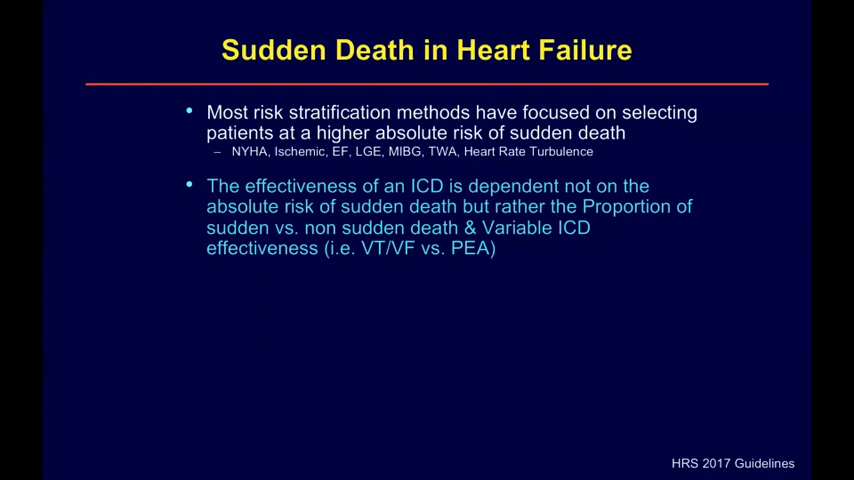 Sudden Death in Heart Failure
• Most risk stratification methods have focused on selecting
patients at a higher absolute risk of sudden death
– NYHA, Ischemic, EF, LGE, MIBG, TWA, Heart Rate Turbulence
• The effectiveness of an ICD is dependent not on the
absolute risk of sudden death but rather the Proportion of
sudden vs. non sudden death & Variable ICD
effectiveness (i.e. VT/VF vs. PEA)
HRS 2017 Guidelines